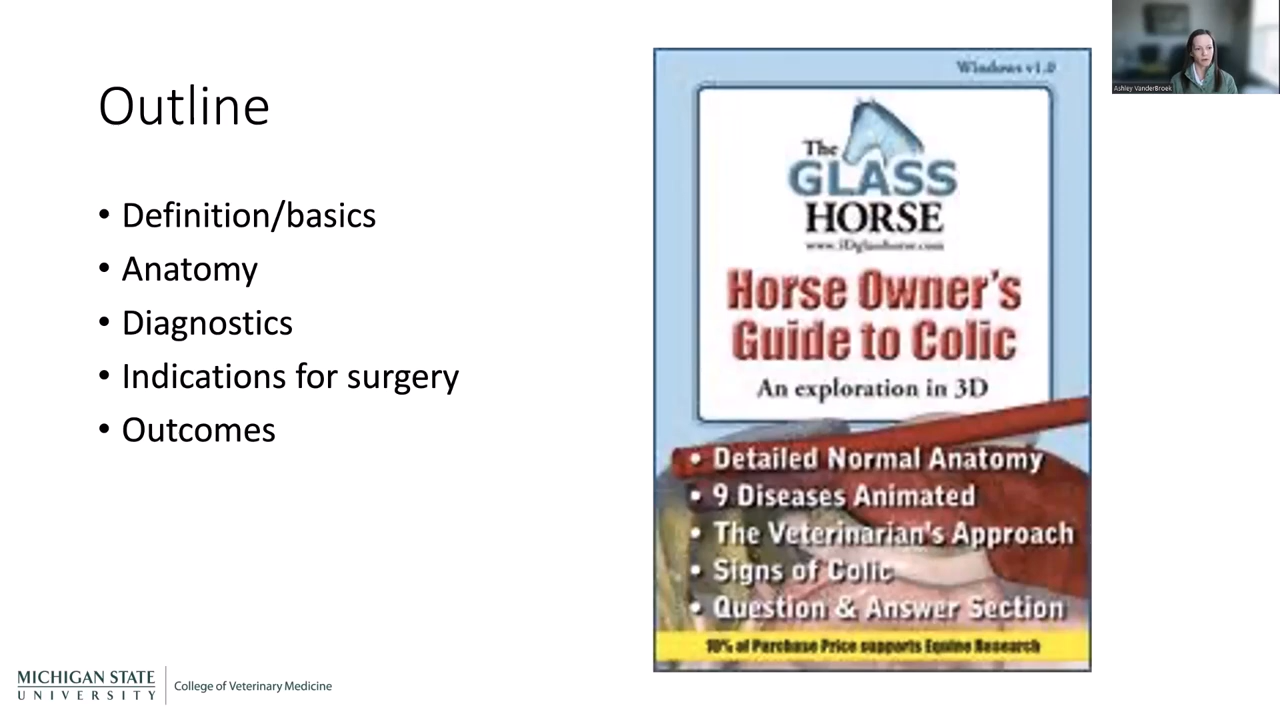 Outline
• Definition/basics
• Anatomy
• Diagnostics
• Indications for surgery
• Outcomes
Windows v1.0
The
GLASS
HORSE
www.3Dglasshorse.com
Horse Owner's
Guide to Colic
An exploration in 3D
• Detailed Normal Anatomy
• 9 Diseases Animated
• The Veterinarian's Approach
• Signs of Colic
• Question & Answer Section
10% of Purchase Price supports Equine Research
Ashley VanderBroek
MICHIGAN STATE
UNIVERSITY
College of Veterinary Medicine